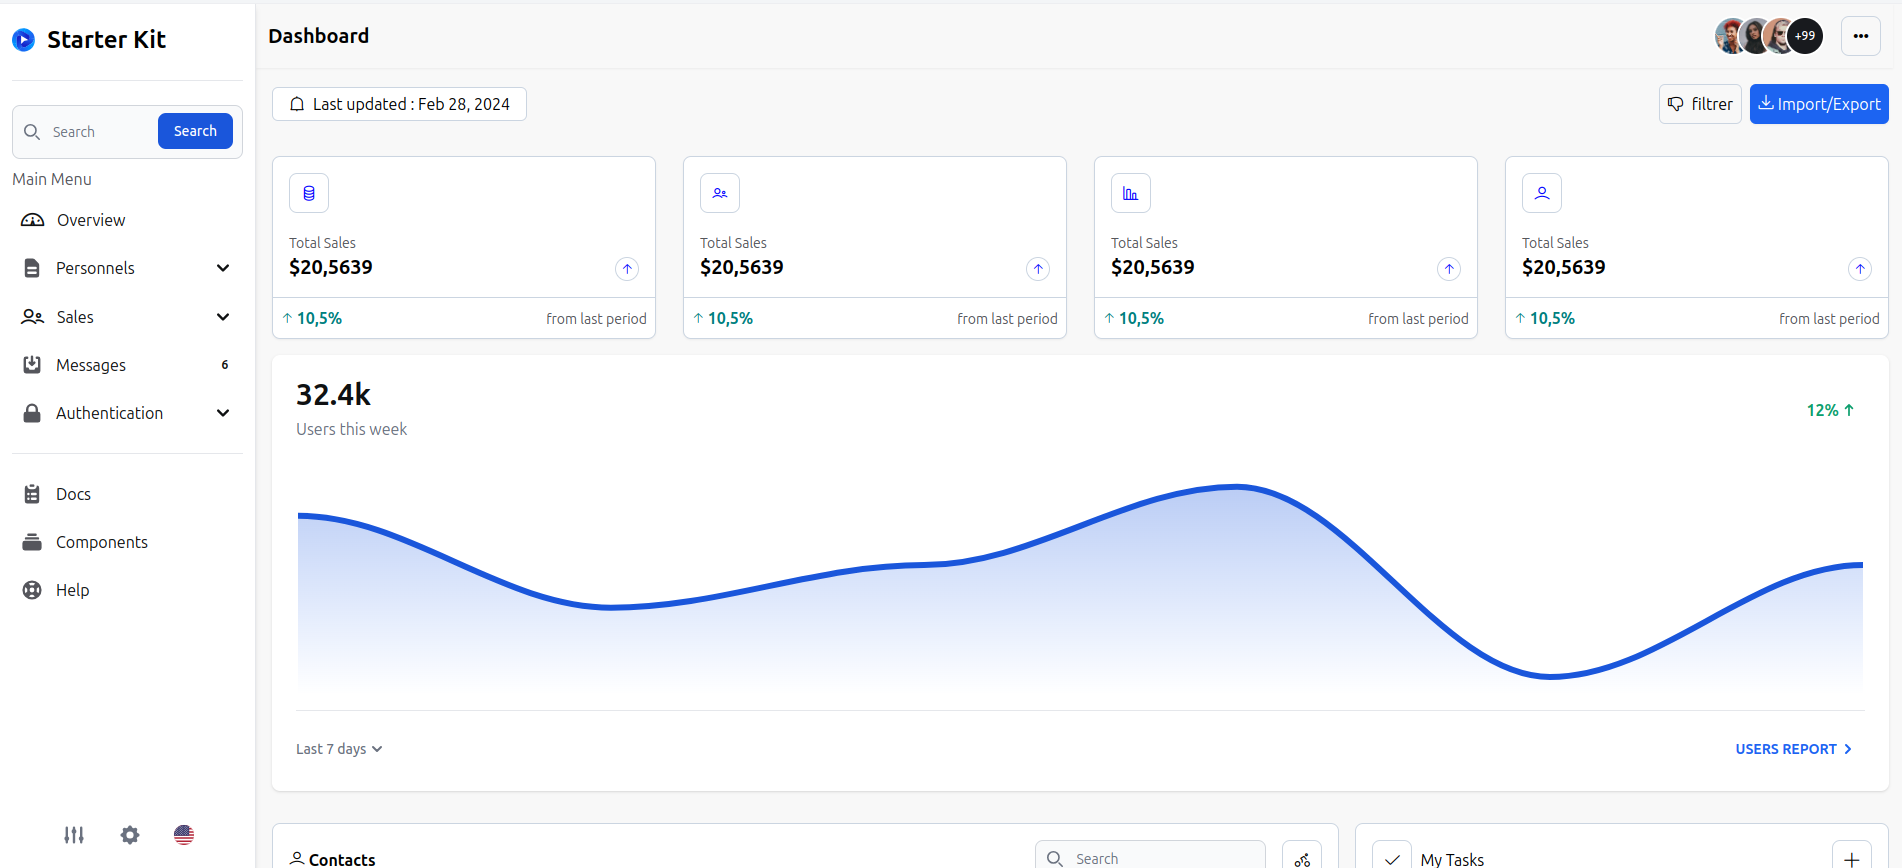 Starter Kit
Search
Search
Main Menu
Overview
Personnels
Sales
Messages 6
Authentication
Docs
Components
Help
Dashboard
+99
Last updated : Feb 28, 2024
filtrer
Import/Export
Total Sales
$20,5639
10,5% from last period
Total Sales
$20,5639
10,5% from last period
Total Sales
$20,5639
10,5% from last period
Total Sales
$20,5639
10,5% from last period
32.4k
Users this week
12%
Last 7 days
USERS REPORT
Contacts
Search
My Tasks